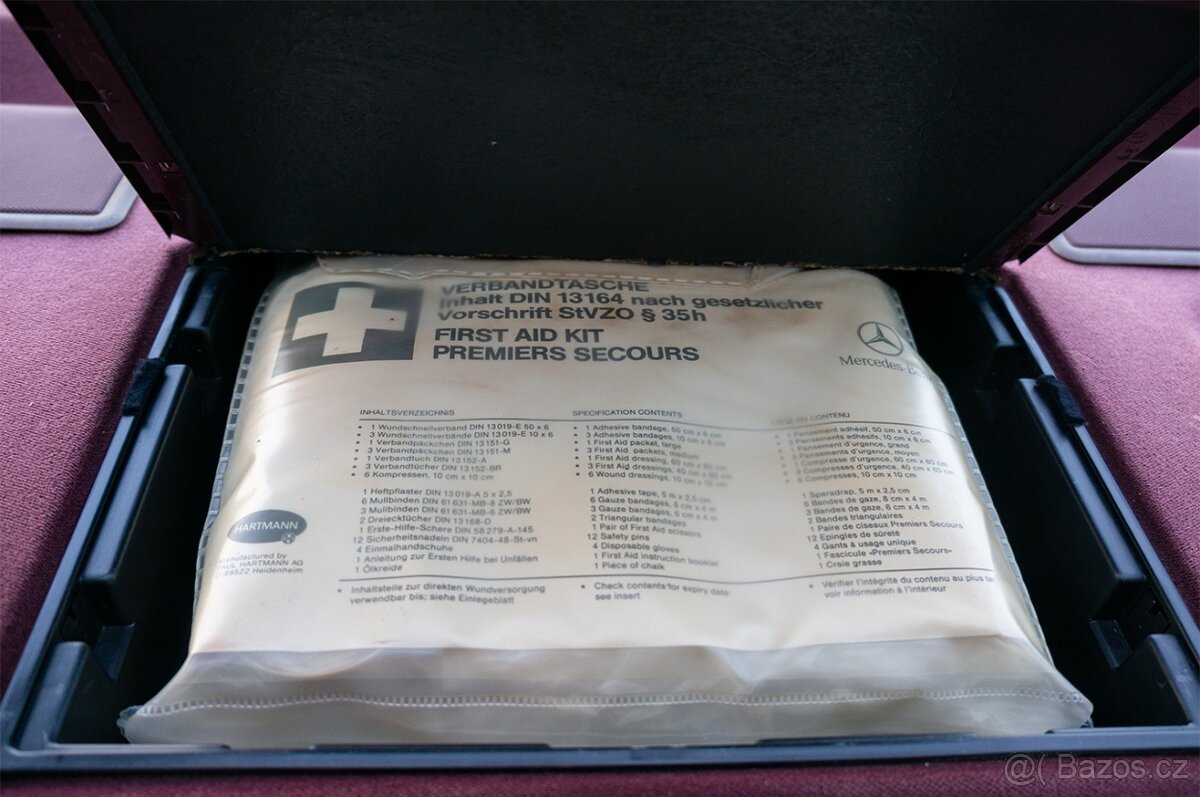 VERBANDTASCHE
Inhalt DIN 13164 nach gesetzlicher
Vorschrift StVZO § 35h
FIRST AID KIT
PREMIERS SECOURS
Mercedes-Be
INHALTSVERZEICHNIS
* 1 Wundschnellverband DIN 13019-E 50 x 6
* 3 Wundschnellverbände DIN 13019-E 10 x 6
* 1 Verbandpäckchen DIN 13151-G
* 3 Verbandpäckchen DIN 13151-M
* 1 Verbandtuch DIN 13152-A
* 3 Verbandtücher DIN 13152-BR
* 6 Kompressen, 10 cm x 10 cm
1 Heftpflaster DIN 13019-A 5 x 2,5
6 Mullbinden DIN 61631-MB-8 ZW/BW
3 Mullbinden DIN 61631-MB-6 ZW/BW
2 Dreiecktücher DIN 13168-D
1 Erste-Hilfe-Schere DIN 58279-A-145
12 Sicherheitsnadeln DIN 7404-48-St-vn
4 Einmalhandschuhe
1 Anleitung zur Ersten Hilfe bei Unfällen
1 Ölkreide
* Inhaltsteile zur direkten Wundversorgung
verwendbar bis: siehe Einlegeblatt
SPECIFICATION CONTENTS
* 1 Adhesive bandages, 50 cm x 6 cm
* 3 Adhesive bandages, 10 cm x 6 cm
* 1 First Aid packet, large
* 3 First Aid packets, medium
* 1 First Aid dressing, 60 cm x 80 cm
* 3 First Aid dressings, 40 cm x 60 cm
* 6 Wound dressings, 10 cm x 10 cm
1 Adhesive tape, 5 m x 2,5 cm
6 Gauze bandages, 8 cm x 4 m
3 Gauze bandages, 6 cm x 4 m
2 Triangular bandages
1 Pair of First Aid scissors
12 Safety pins
4 Disposable gloves
1 First Aid instruction booklet
1 Piece of chalk
* Check contents for expiry date:
see insert
DU CONTENU
* 1 Pansement adhésif, 50 cm x 6 cm
* 3 Pansements adhésifs, 10 cm x 6 cm
* 1 Pansement d'urgence, grand
* 3 Pansements d'urgence, moyen
* 1 Compresse d'urgence, 60 cm x 80 cm
* 3 Compresses d'urgence, 40 cm x 60 cm
* 6 Compresses, 10 cm x 10 cm
1 Sparadrap, 5 m x 2,5 cm
6 Bandes de gaze, 8 cm x 4 m
3 Bandes de gaze, 6 cm x 4 m
2 Bandes triangulaires
1 Paire de ciseaux Premiers Secours
12 Epingles de sûreté
4 Gants à usage unique
1 Fascicule «Premiers Secours»
1 Craie grasse
* Vérifier l'intégrité du contenu au plus ta
voir information à l'intérieur
HARTMANN
Manufactured by
PAUL HARTMANN AG
D-89522 Heidenheim
@( Bazos.cz